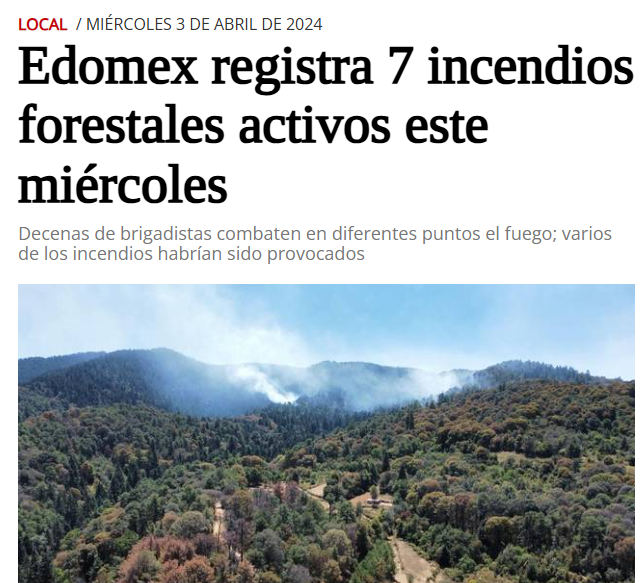 LOCAL / MIÉRCOLES 3 DE ABRIL DE 2024
Edomex registra 7 incendios
forestales activos este
miércoles
Decenas de brigadistas combaten en diferentes puntos el fuego; varios
de los incendios habrían sido provocados